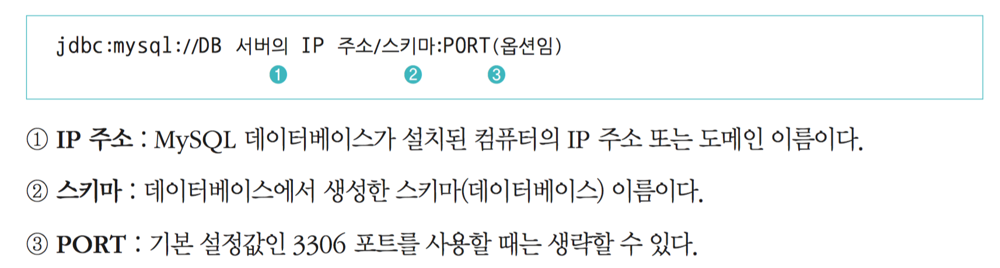 jdbc:mysql://DB 서버의 IP 주소/스키마:PORT(옵션임)
❶ ❷ ❸
① IP 주소 : MySQL 데이터베이스가 설치된 컴퓨터의 IP 주소 또는 도메인 이름이다.
② 스키마 : 데이터베이스에서 생성한 스키마(데이터베이스) 이름이다.
③ PORT : 기본 설정값인 3306 포트를 사용할 때는 생략할 수 있다.